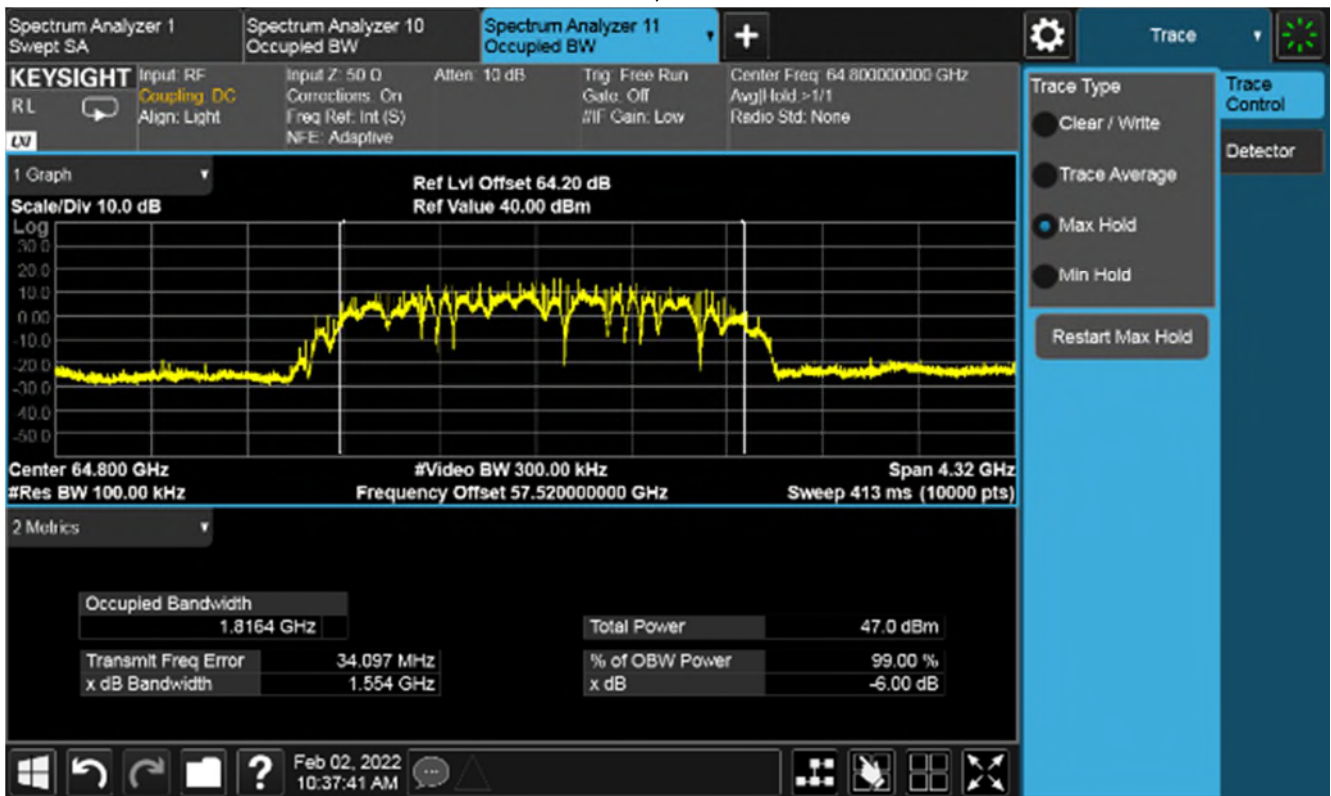 Spectrum Analyzer 1
Swept SA
Spectrum Analyzer 10
Occupied BW
Spectrum Analyzer 11
Occupied BW
Trace
KEYSIGHT
RL
LXI
Input: RF
Coupling: DC
Align: Light
Input Z: 50 Ω
Corrections: On
Freq Ref: Int (S)
NFE: Adaptive
Atten: 10 dB
Trig: Free Run
Gate: Off
#IF Gain: Low
Center Freq: 64.800000000 GHz
Avg|Hold:>1/1
Radio Std: None
Trace Type
Clear / Write
Trace Average
Max Hold
Min Hold
Restart Max Hold
Trace
Control
Detector
1 Graph
Scale/Div 10.0 dB
Ref Lvl Offset 64.20 dB
Ref Value 40.00 dBm
Log
30.0
20.0
10.0
0.00
-10.0
-20.0
-30.0
-40.0
-50.0
Center 64.800 GHz
#Video BW 300.00 kHz
Span 4.32 GHz
#Res BW 100.00 kHz
Frequency Offset 57.520000000 GHz
Sweep 413 ms (10000 pts)
2 Metrics
Occupied Bandwidth
1.8164 GHz
Total Power 47.0 dBm
Transmit Freq Error 34.097 MHz
% of OBW Power 99.00 %
x dB Bandwidth 1.554 GHz
x dB -6.00 dB
?
Feb 02, 2022
10:37:41 AM